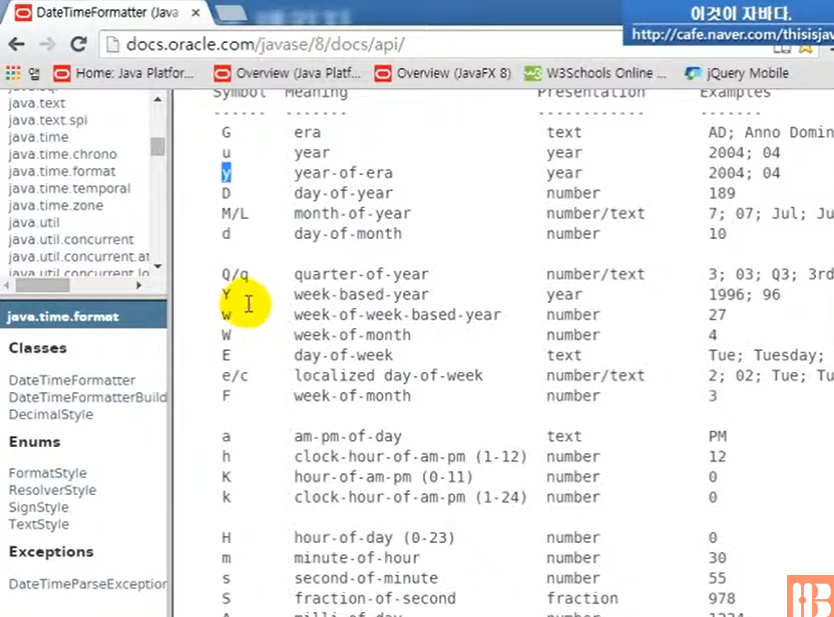 DateTimeFormatter (Java
이것이 자바다.
docs.oracle.com/javase/8/docs/api/
http://cafe.naver.com/thisisjav
앱
Home: Java Platfor...
Overview (Java Platf...
Overview (JavaFX 8)
W3Schools Online ...
jQuery Mobile
java.text
java.text.spi
java.time
java.time.chrono
java.time.format
java.time.temporal
java.time.zone
java.util
java.util.concurrent
java.util.concurrent.at
java.util.concurrent.lo
java.time.format
Classes
DateTimeFormatter
DateTimeFormatterBuild
DecimalStyle
Enums
FormatStyle
ResolverStyle
SignStyle
TextStyle
Exceptions
DateTimeParseException
Symbol Meaning Presentation Examples
------ ------- ------------ -------
G era text AD; Anno Domin
u year year 2004; 04
y year-of-era year 2004; 04
D day-of-year number 189
M/L month-of-year number/text 7; 07; Jul; Ju
d day-of-month number 10
Q/q quarter-of-year number/text 3; 03; Q3; 3rd
Y week-based-year year 1996; 96
w week-of-week-based-year number 27
W week-of-month number 4
E day-of-week text Tue; Tuesday;
e/c localized day-of-week number/text 2; 02; Tue; Tu
F week-of-month number 3
a am-pm-of-day text PM
h clock-hour-of-am-pm (1-12) number 12
K hour-of-am-pm (0-11) number 0
k clock-hour-of-am-pm (1-24) number 0
H hour-of-day (0-23) number 0
m minute-of-hour number 30
s second-of-minute number 55
S fraction-of-second fraction 978
A milli-of-day number 1234